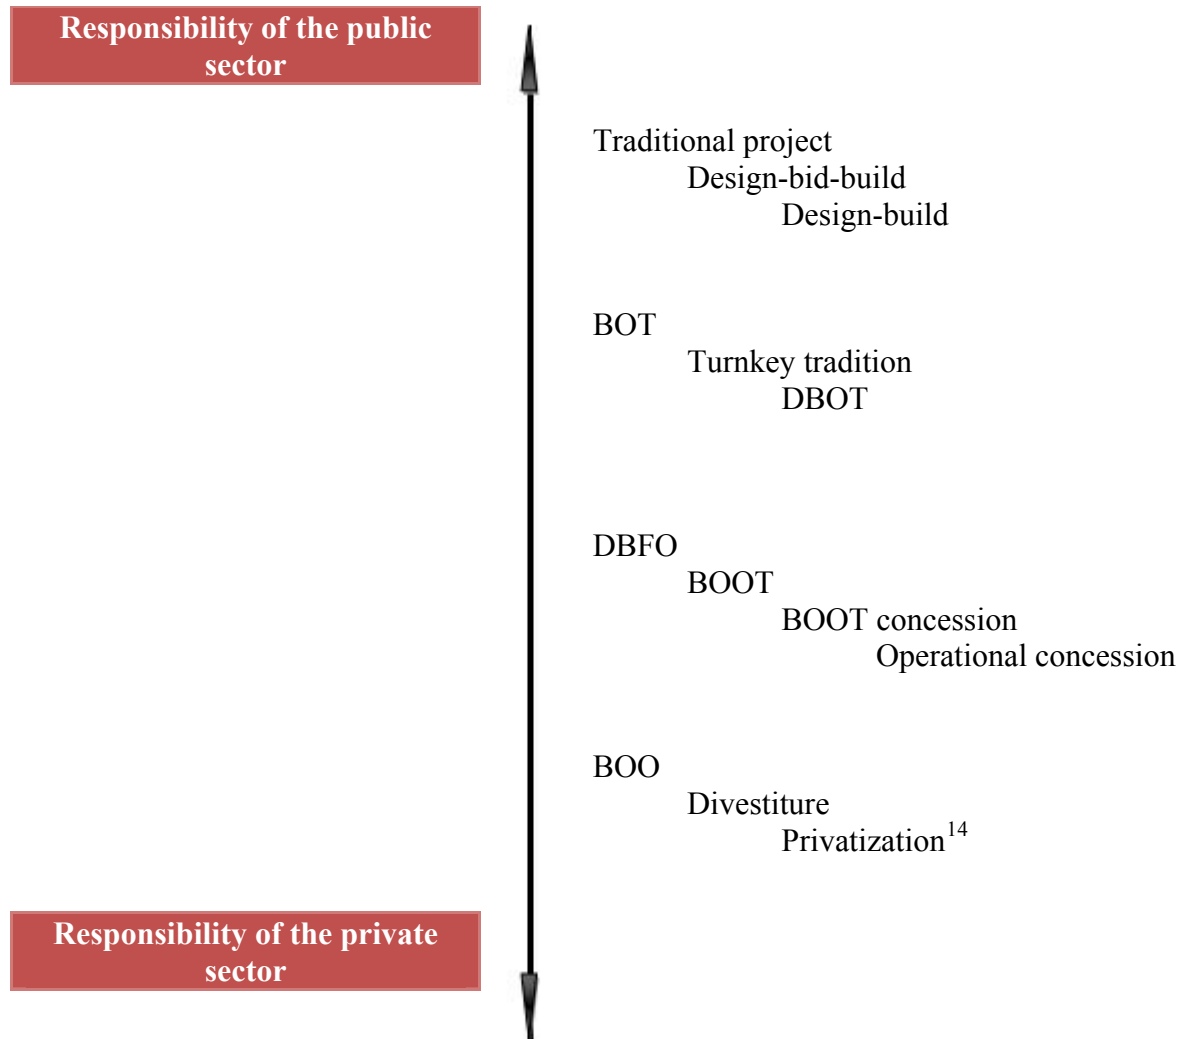 Responsibility of the public
sector
Traditional project
Design-bid-build
Design-build
BOT
Turnkey tradition
DBOT
DBFO
BOOT
BOOT concession
Operational concession
BOO
Divestiture
Privatization14
Responsibility of the private
sector